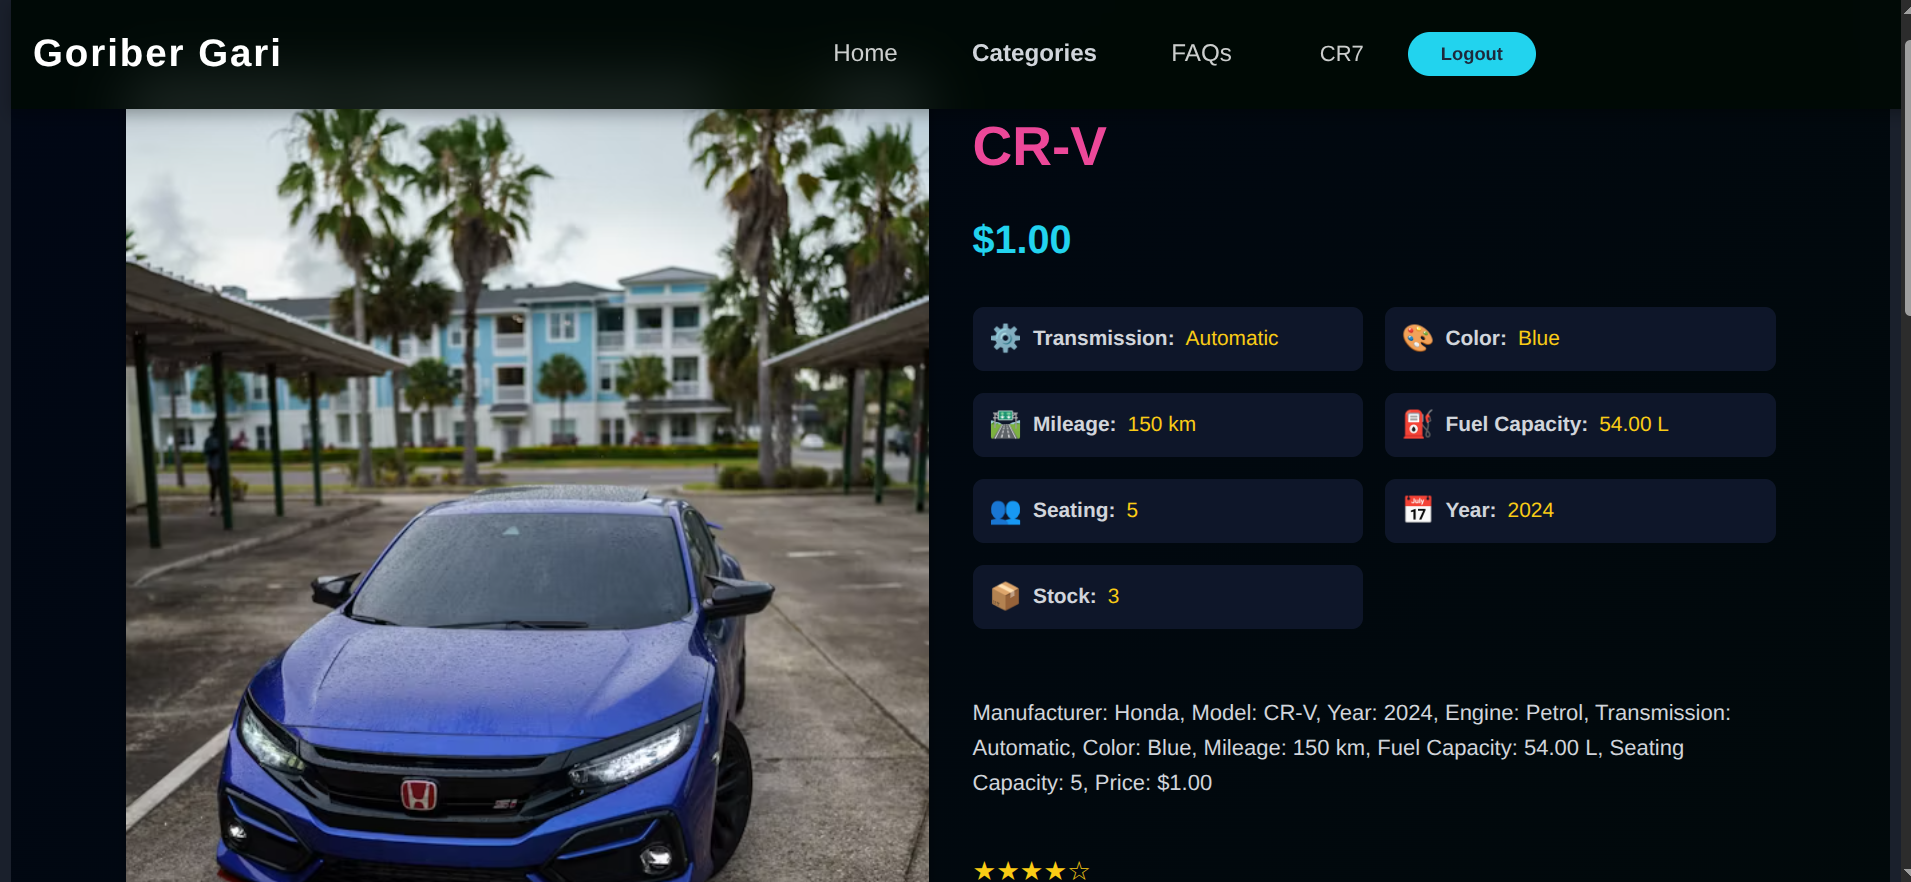 Goriber Gari
Home
Categories
FAQs
CR7
Logout
CR-V
$1.00
Transmission: Automatic
Color: Blue
Mileage: 150 km
Fuel Capacity: 54.00 L
Seating: 5
July
17
Year: 2024
Stock: 3
Manufacturer: Honda, Model: CR-V, Year: 2024, Engine: Petrol, Transmission:
Automatic, Color: Blue, Mileage: 150 km, Fuel Capacity: 54.00 L, Seating
Capacity: 5, Price: $1.00
★★★★☆